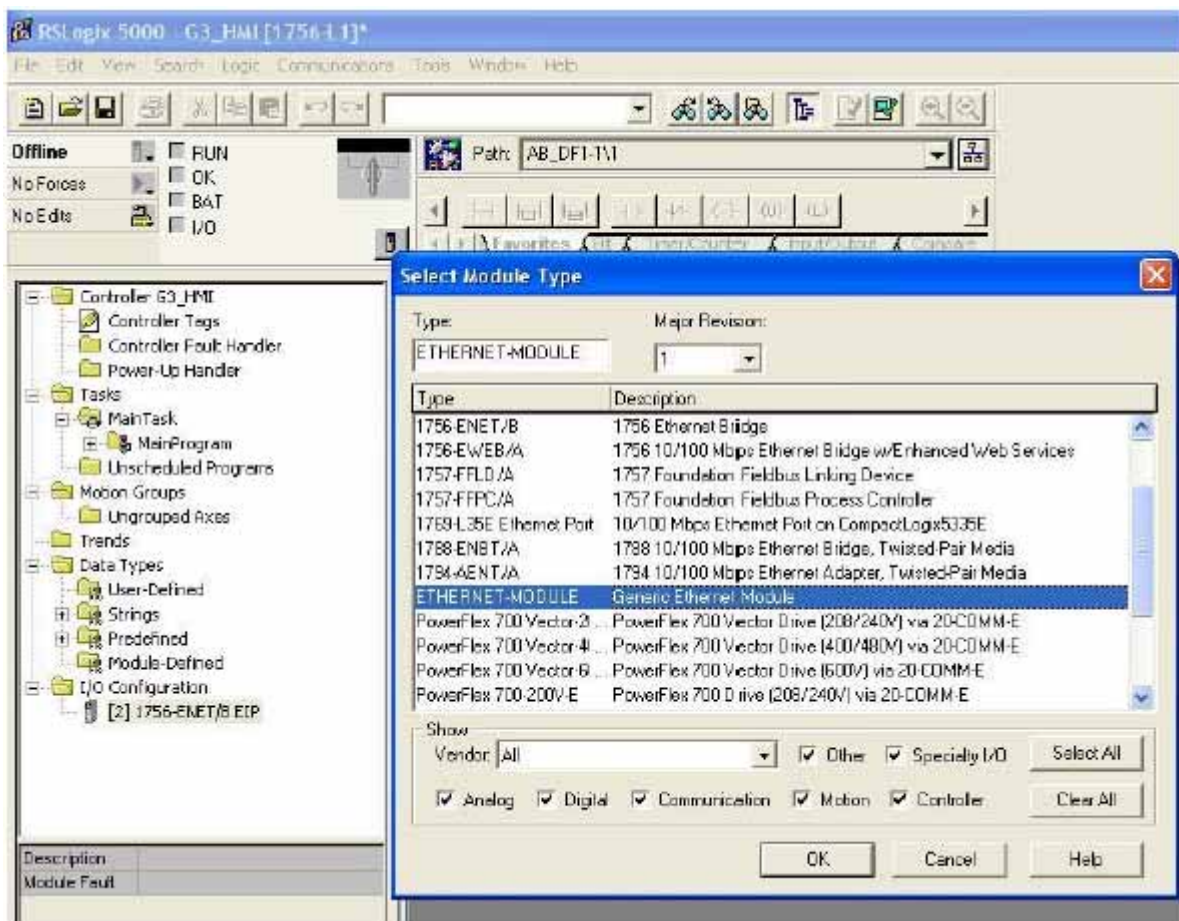 RSLogix 5000 - G3_HMI [1756-L1]*
File Edit View Search Logic Communications Tools Window Help
Offline
RUN
No Forces
OK
No Edits
BAT
I/O
Path: AB_DF1-1\1
Favorites Bit Timer/Counter Input/Output Compare
Controller G3_HMI
Controller Tags
Controller Fault Handler
Power-Up Handler
Tasks
MainTask
MainProgram
Unscheduled Programs
Motion Groups
Ungrouped Axes
Trends
Data Types
User-Defined
Strings
Predefined
Module-Defined
I/O Configuration
[2] 1756-ENET/B EIP
Description
Module Fault
Select Module Type
Type: Major Revision:
ETHERNET-MODULE 1
Type Description
1756-ENET/B 1756 Ethernet Bridge
1756-EWEB/A 1756 10/100 Mbps Ethernet Bridge w/Enhanced Web Services
1757-FFLD/A 1757 Foundation Fieldbus Linking Device
1757-FFPC/A 1757 Foundation Fieldbus Process Controller
1769-L35E Ethernet Port 10/100 Mbps Ethernet Port on CompactLogix5335E
1788-ENBT/A 1788 10/100 Mbps Ethernet Bridge, Twisted-Pair Media
1794-AENT/A 1794 10/100 Mbps Ethernet Adapter, Twisted-Pair Media
ETHERNET-MODULE Generic Ethernet Module
PowerFlex 700 Vector-2... PowerFlex 700 Vector Drive (208/240V) via 20-COMM-E
PowerFlex 700 Vector-4... PowerFlex 700 Vector Drive (400/480V) via 20-COMM-E
PowerFlex 700 Vector-6... PowerFlex 700 Vector Drive (600V) via 20-COMM-E
PowerFlex 700-200V-E PowerFlex 700 Drive (208/240V) via 20-COMM-E
Show
Vendor: All Other Specialty I/O Select All
Analog Digital Communication Motion Controller Clear All
OK Cancel Help